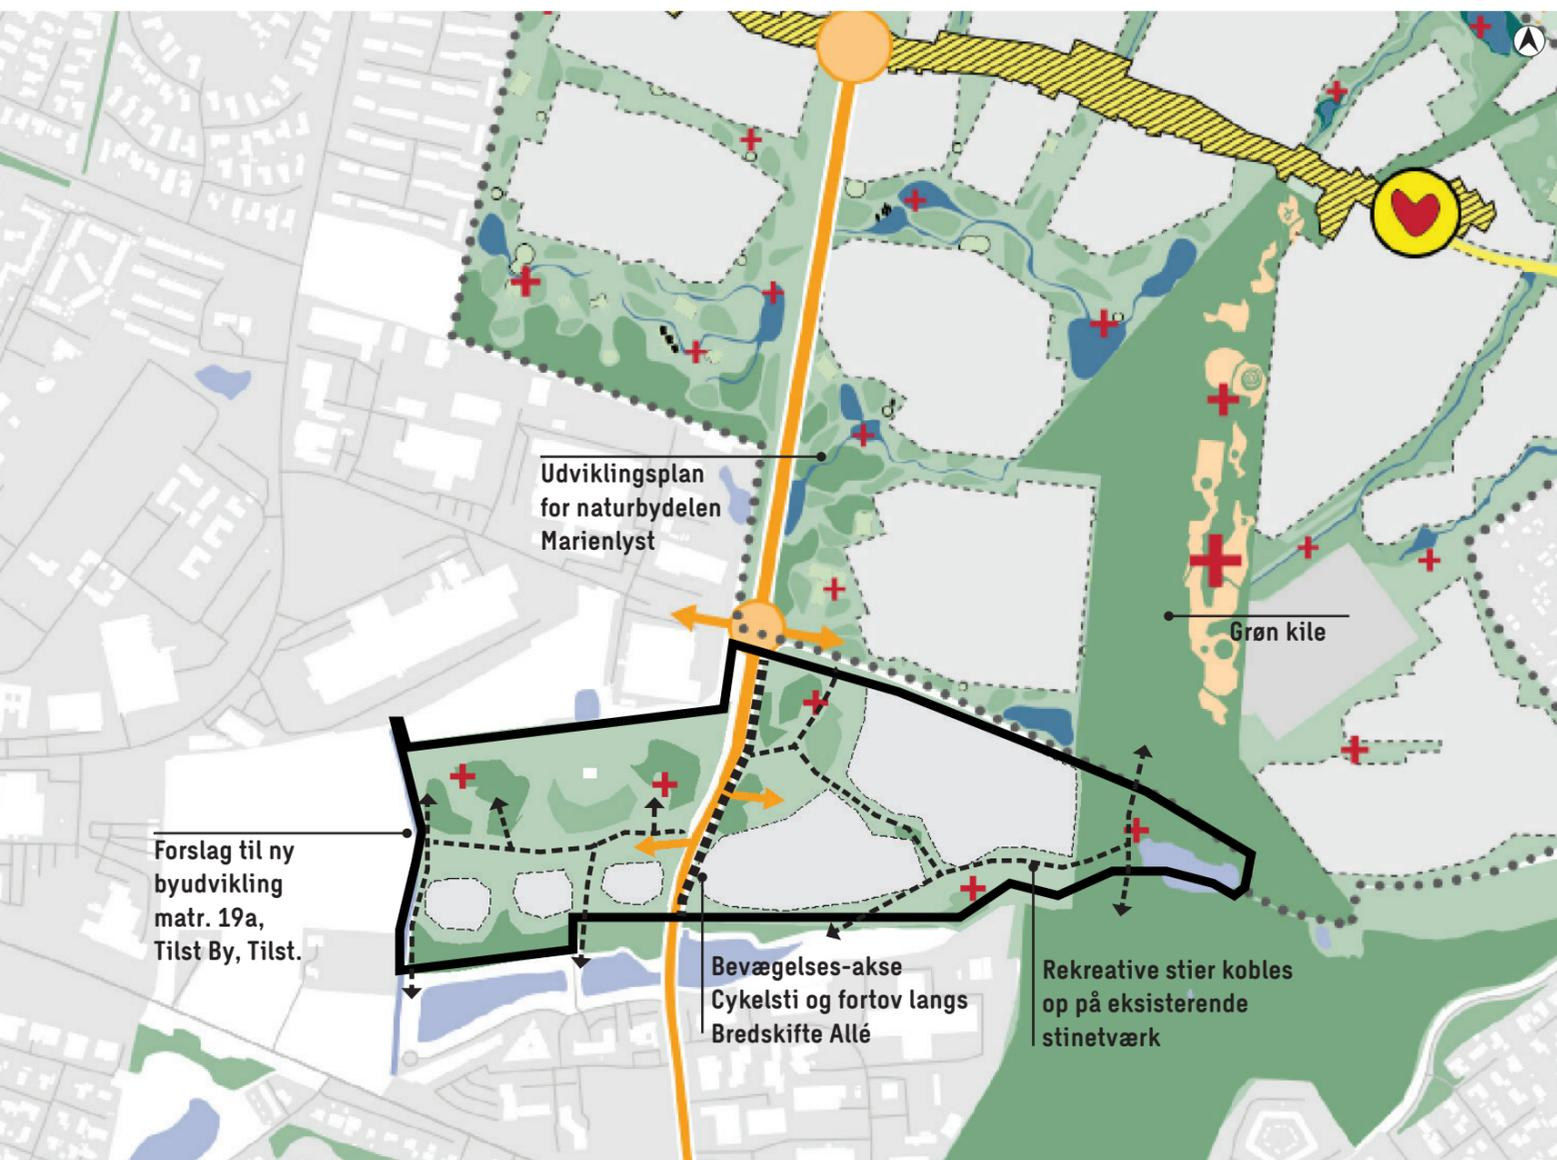 Udviklingsplan
for naturbydelen
Marienlyst
Grøn kile
Forslag til ny
byudvikling
matr. 19a,
Tilst By, Tilst.
Bevægelses-akse
Cykelsti og fortov langs
Bredskifte Allé
Rekreative stier kobles
op på eksisterende
stinetværk